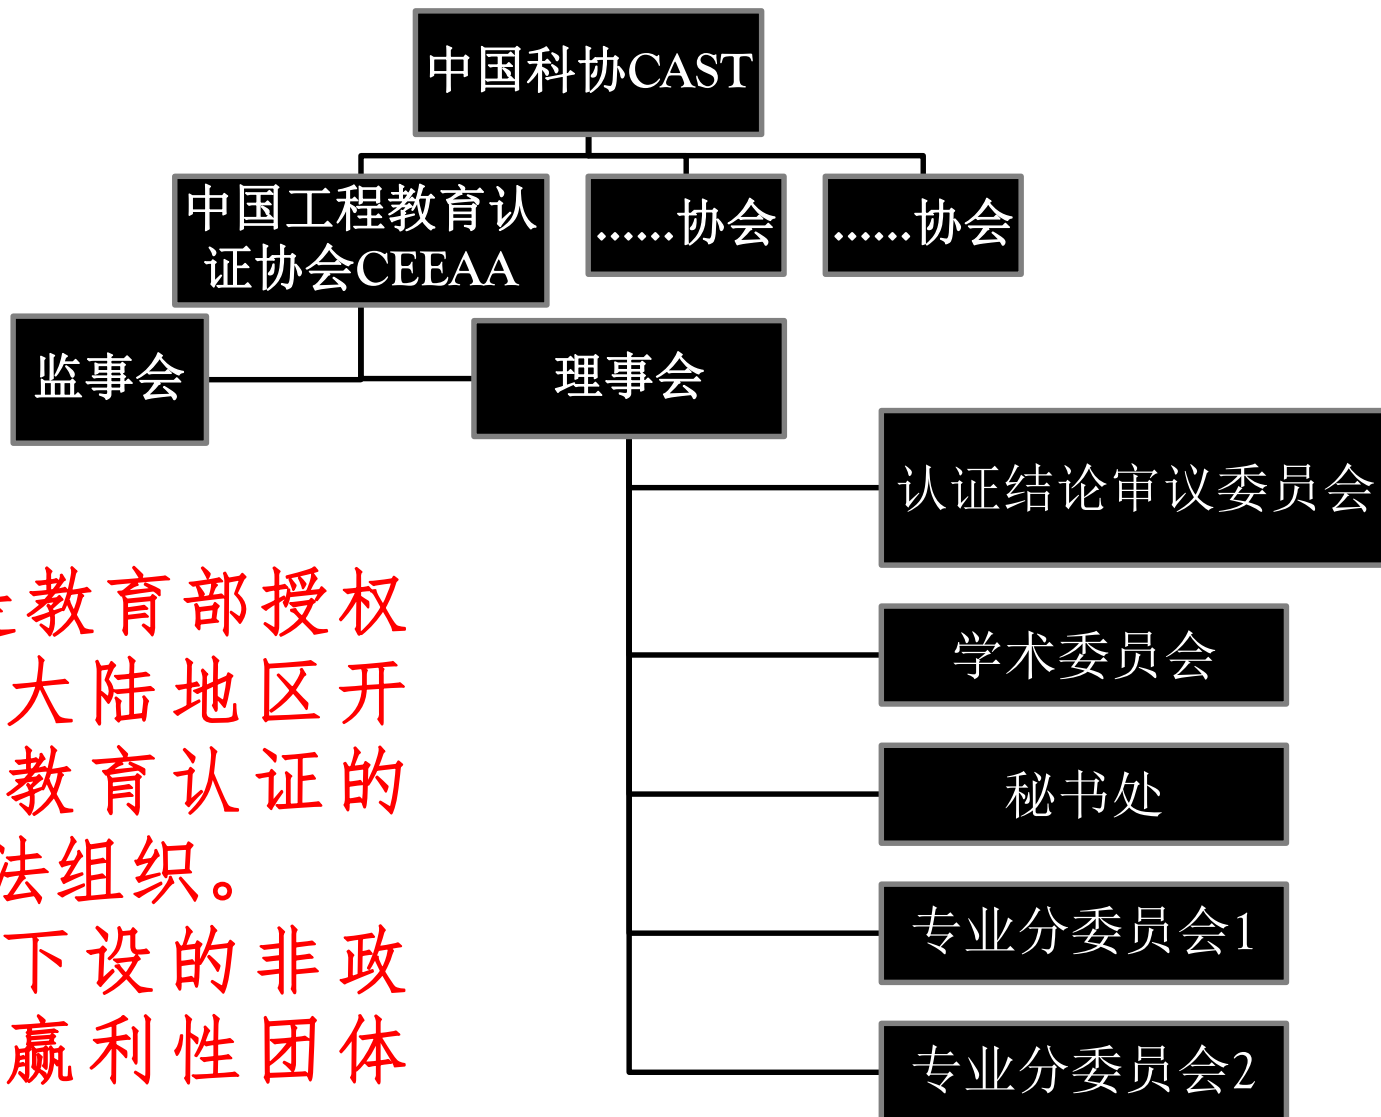 中国科协CAST
中国工程教育认
证协会CEEAA
......协会
......协会
监事会
理事会
认证结论审议委员会
学术委员会
秘书处
专业分委员会1
专业分委员会2
教育部授权
大陆地区开
教育认证的
法组织。
下设的非政
赢利性团体